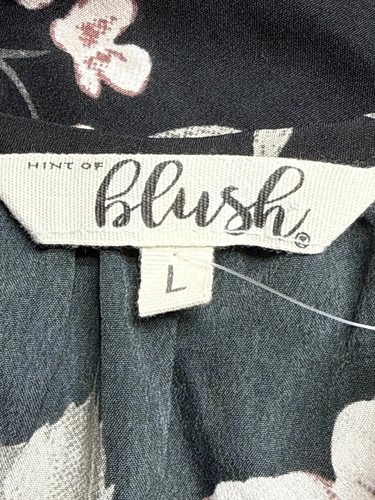 HINT OF
blush.
L